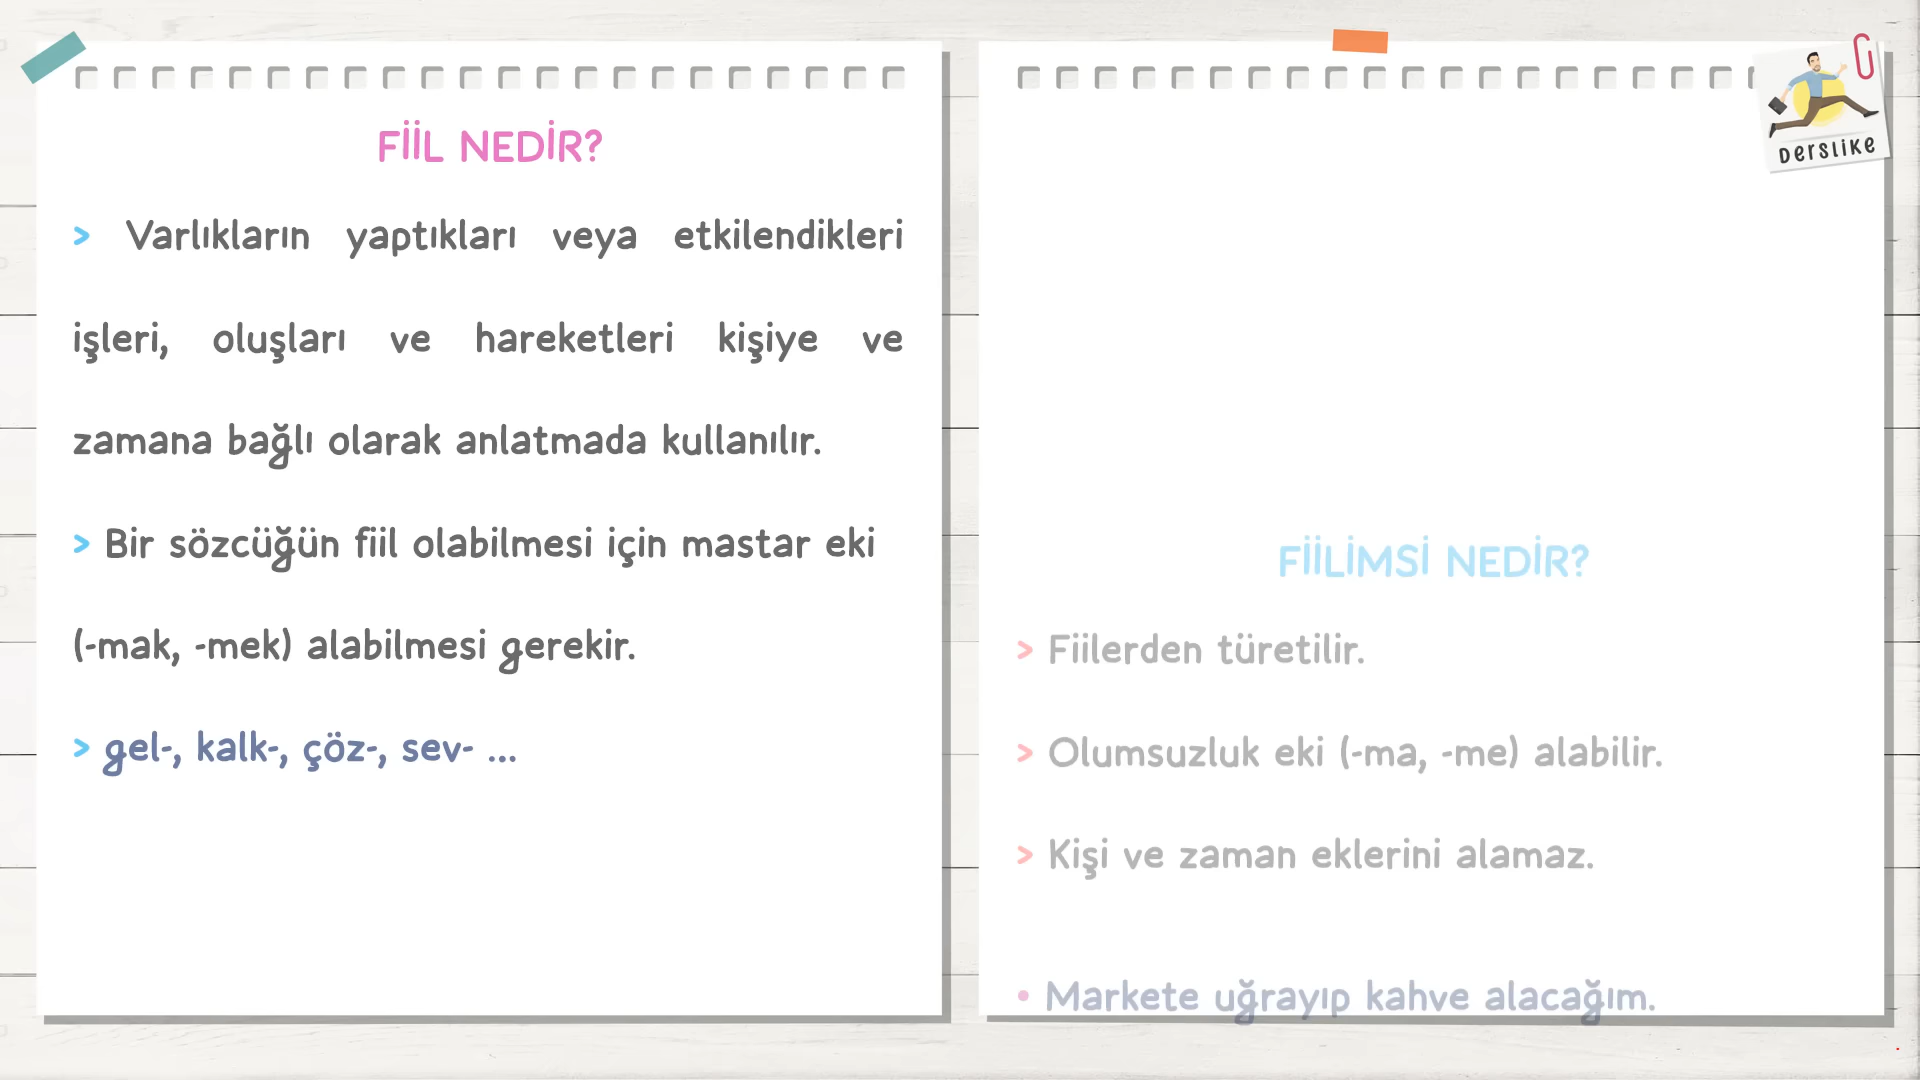 FİİL NEDİR?
> Varlıkların yaptıkları veya etkilendikleri
işleri, oluşları ve hareketleri kişiye ve
zamana bağlı olarak anlatmada kullanılır.
> Bir sözcüğün fiil olabilmesi için mastar eki
(-mak, -mek) alabilmesi gerekir.
> gel-, kalk-, çöz-, sev- ...
DERSLİKE
FİİLİMSİ NEDİR?
> Fiilerden türetilir.
> Olumsuzluk eki (-ma, -me) alabilir.
> Kişi ve zaman eklerini alamaz.
• Markete uğrayıp kahve alacağım.